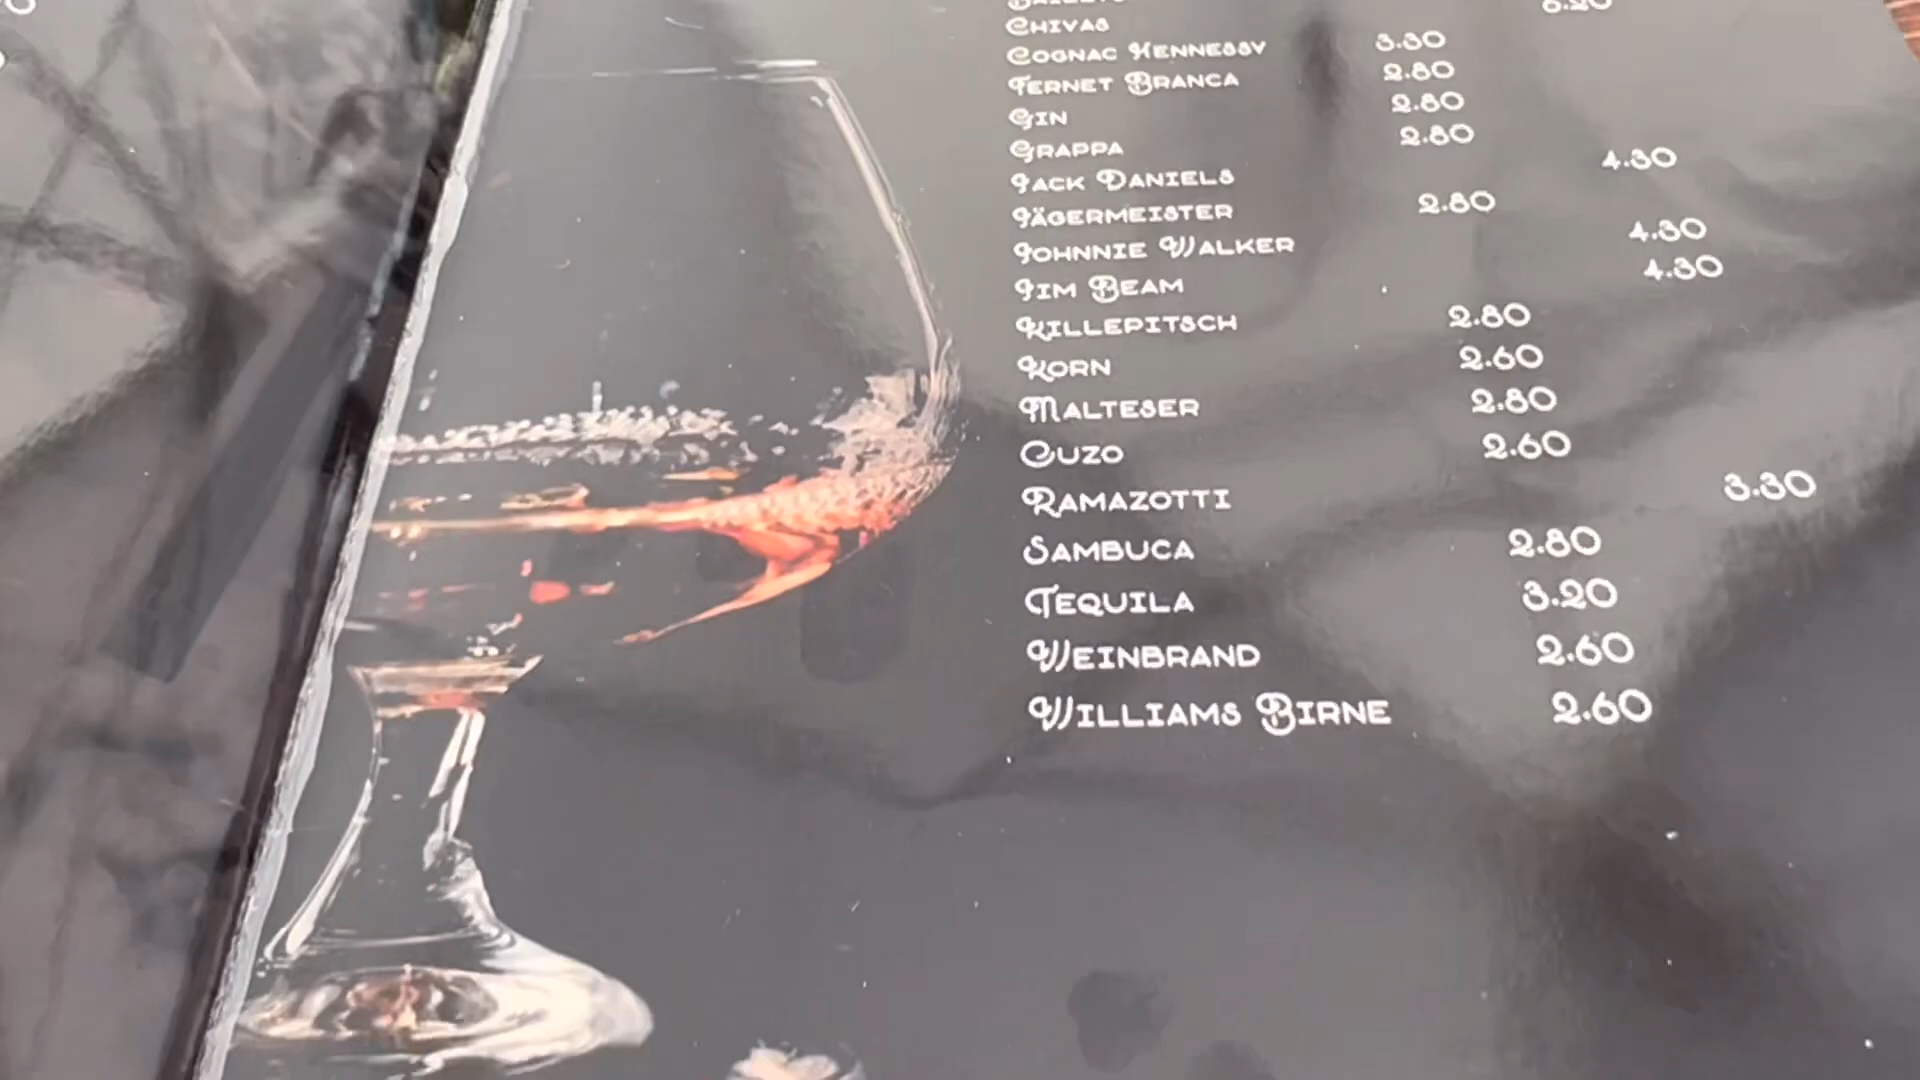 Chivas 6.20
Cognac Hennessy 3.30
Fernet Branca 2.80
Gin 2.80
Grappa 2.80
Jack Daniels 4.30
Jägermeister 2.80
Johnnie Walker 4.30
Jim Beam 4.30
Killepitsch 2.80
Korn 2.60
Malteser 2.80
Ouzo 2.60
Ramazotti 3.30
Sambuca 2.80
Tequila 3.20
Weinbrand 2.60
Williams Birne 2.60